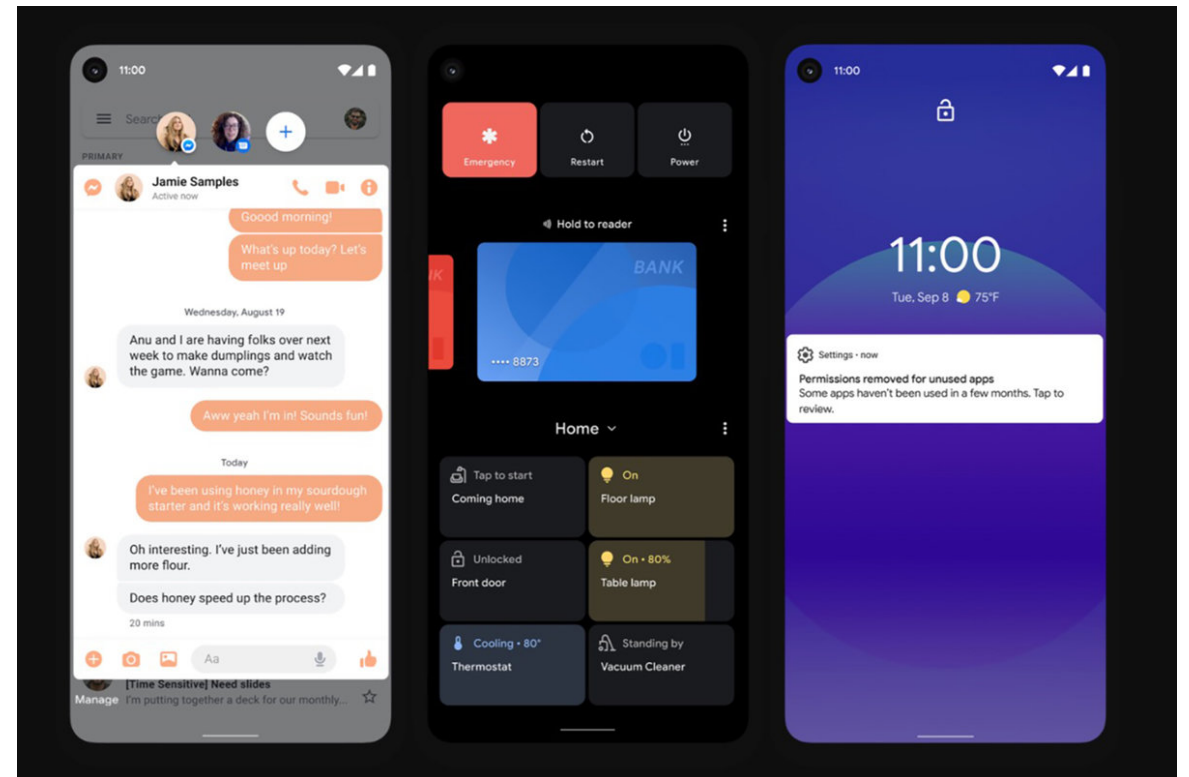 11:00
Search
PRIMARY
Jamie Samples
Active now
Goood morning!
What's up today? Let's
meet up
Wednesday, August 19
Anu and I are having folks over next
week to make dumplings and watch
the game. Wanna come?
Aww yeah I'm in! Sounds fun!
Today
I've been using honey in my sourdough
starter and it's working really well!
Oh interesting. I've just been adding
more flour.
Does honey speed up the process?
20 mins
Aa
[Time Sensitive] Need slides
Manage
I'm putting together a deck for our monthly...
Emergency
Restart
Power
Hold to reader
BANK
•••• 8873
Home
Tap to start
Coming home
On
Floor lamp
Unlocked
Front door
On • 80%
Table lamp
Cooling • 80°
Thermostat
Standing by
Vacuum Cleaner
11:00
11:00
Tue, Sep 8 75°F
Settings • now
Permissions removed for unused apps
Some apps haven't been used in a few months. Tap to
review.